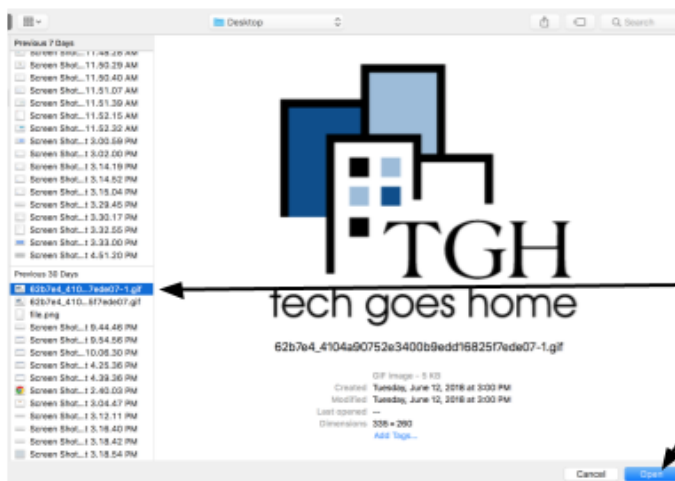 Desktop
Search
Previous 7 Days
Screen Shot...11.48.28 AM
Screen Shot...11.50.29 AM
Screen Shot...11.50.40 AM
Screen Shot...11.51.07 AM
Screen Shot...11.51.39 AM
Screen Shot...11.52.15 AM
Screen Shot...11.52.32 AM
Screen Shot...t 3.00.59 PM
Screen Shot...t 3.02.00 PM
Screen Shot...t 3.14.19 PM
Screen Shot...t 3.14.52 PM
Screen Shot...t 3.15.04 PM
Screen Shot...t 3.29.45 PM
Screen Shot...t 3.30.17 PM
Screen Shot...t 3.32.55 PM
Screen Shot...t 3.33.00 PM
Screen Shot...t 4.51.20 PM
Previous 30 Days
62b7e4_410...7ede07-1.gif
62b7e4_410...5f7ede07.gif
file.png
Screen Shot...t 9.44.46 PM
Screen Shot...t 9.54.56 PM
Screen Shot...10.06.30 PM
Screen Shot...t 4.25.36 PM
Screen Shot...t 4.39.36 PM
Screen Shot...t 2.40.03 PM
Screen Shot...t 3.04.47 PM
Screen Shot...t 3.12.11 PM
Screen Shot...t 3.16.40 PM
Screen Shot...t 3.18.42 PM
Screen Shot...t 3.18.54 PM
TGH
tech goes home
62b7e4_4104a90752e3400b9edd16825f7ede07-1.gif
GIF image - 5 KB
Created Tuesday, June 12, 2018 at 3:00 PM
Modified Tuesday, June 12, 2018 at 3:00 PM
Last opened --
Dimensions 336 × 280
Add Tags...
Cancel
Open